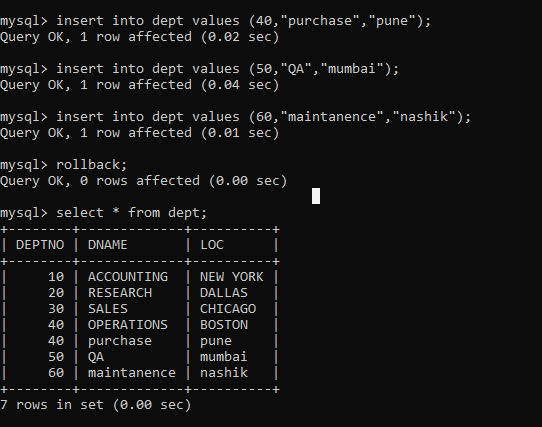 mysql> insert into dept values (40,"purchase","pune");
Query OK, 1 row affected (0.02 sec)
mysql> insert into dept values (50,"QA","mumbai");
Query OK, 1 row affected (0.04 sec)
mysql> insert into dept values (60,"maintanence","nashik");
Query OK, 1 row affected (0.01 sec)
mysql> rollback;
Query OK, 0 rows affected (0.00 sec)
mysql> select * from dept;
+--------+-------------+----------+
| DEPTNO | DNAME       | LOC      |
+--------+-------------+----------+
|     10 | ACCOUNTING  | NEW YORK |
|     20 | RESEARCH    | DALLAS   |
|     30 | SALES       | CHICAGO  |
|     40 | OPERATIONS  | BOSTON   |
|     40 | purchase    | pune     |
|     50 | QA          | mumbai   |
|     60 | maintanence | nashik   |
+--------+-------------+----------+
7 rows in set (0.00 sec)